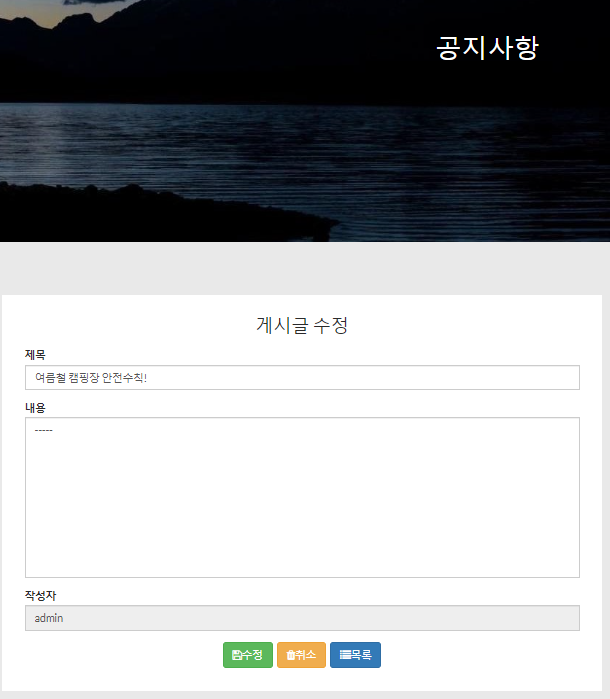 공지사항
게시글 수정
제목
여름철 캠핑장 안전수칙!
내용
-----
작성자
admin
수정 취소 목록